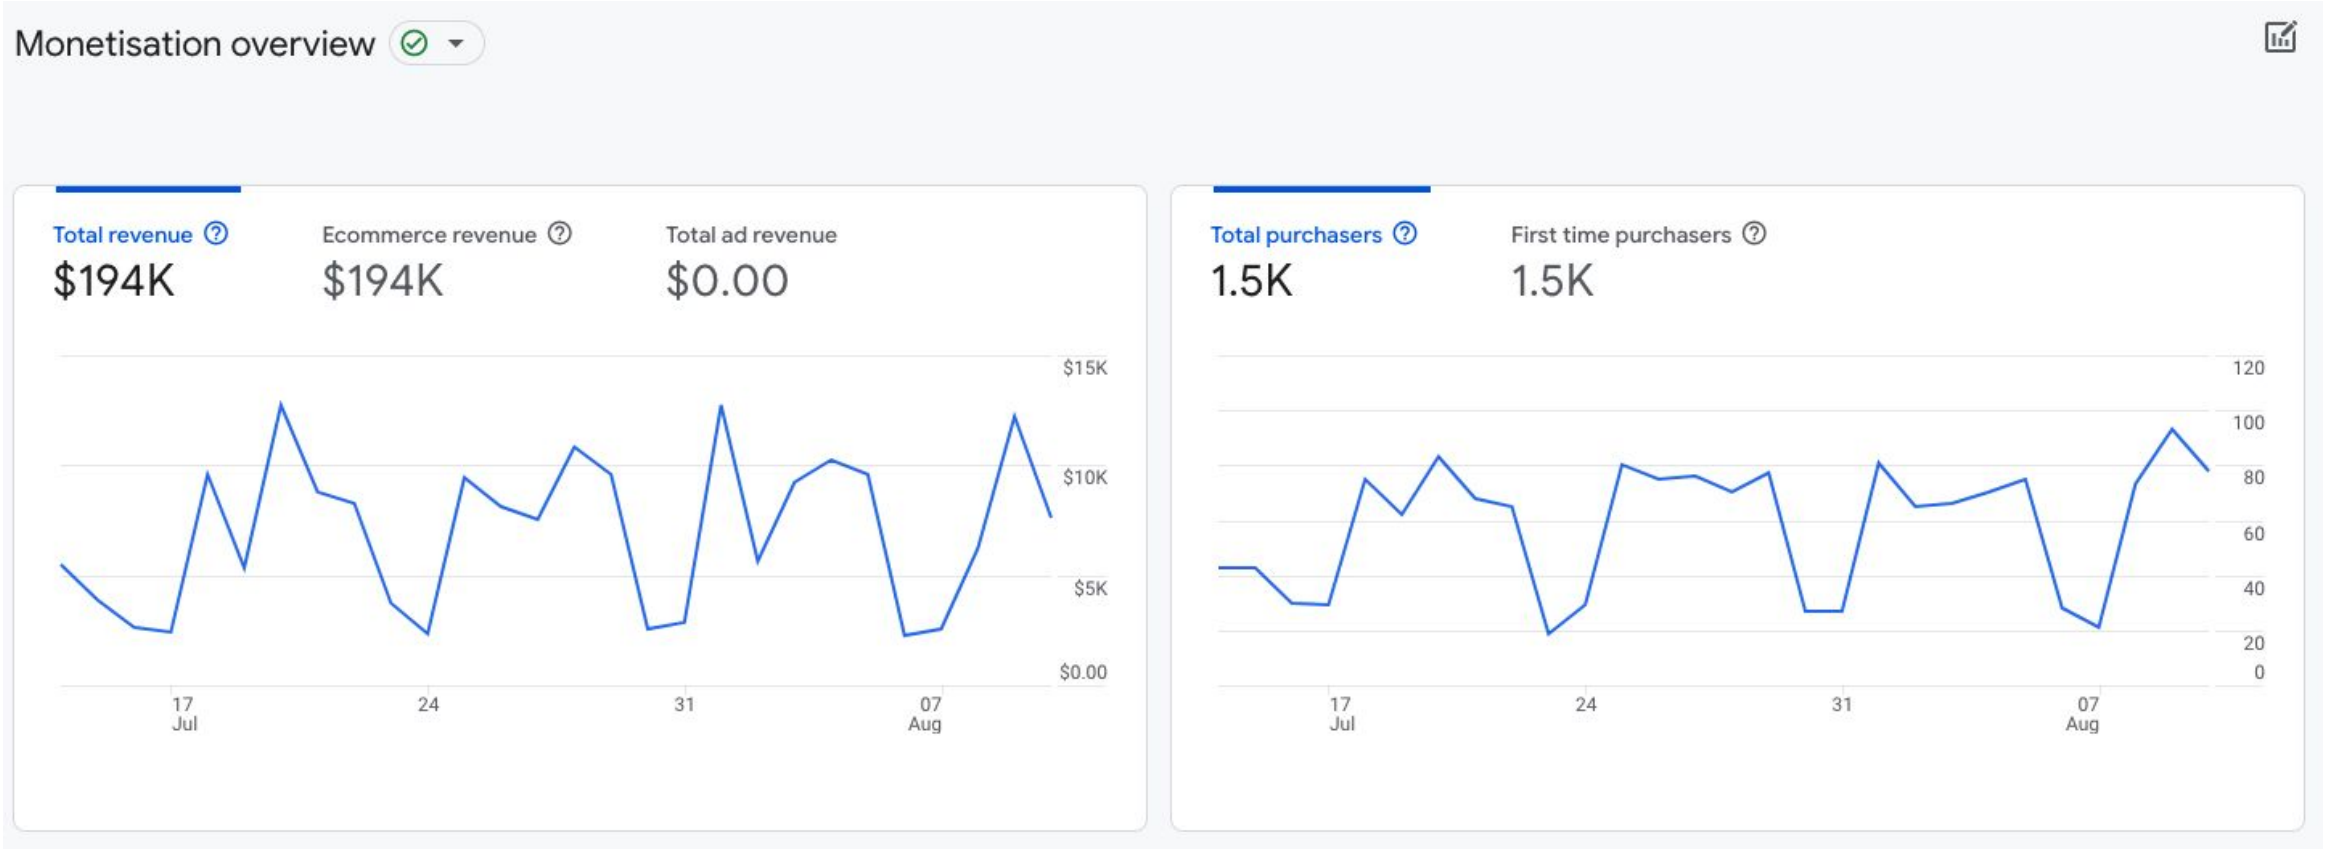 Monetisation overview
Total revenue
$194K
Ecommerce revenue
$194K
Total ad revenue
$0.00
$15K
$10K
$5K
$0.00
17
Jul
24
31
07
Aug
Total purchasers
1.5K
First time purchasers
1.5K
120
100
80
60
40
20
0
17
Jul
24
31
07
Aug